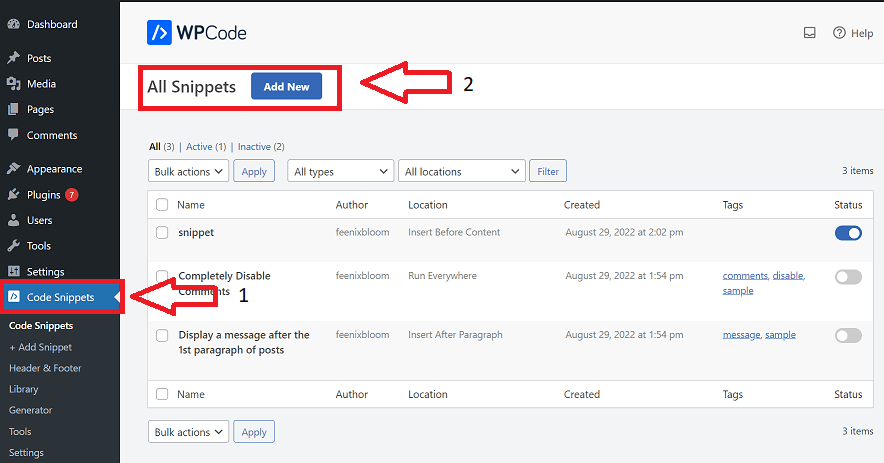 Dashboard
Posts
Media
Pages
Comments
Appearance
Plugins 7
Users
Tools
Settings
Code Snippets
Code Snippets
+ Add Snippet
Header & Footer
Library
Generator
Tools
Settings
WPCode
Help
All Snippets Add New
2
1
All (3) | Active (1) | Inactive (2)
Bulk actions Apply All types All locations Filter 3 items
Name Author Location Created Tags Status
snippet feenixbloom Insert Before Content August 29, 2022 at 2:02 pm
Completely Disable feenixbloom Run Everywhere August 29, 2022 at 1:54 pm comments, disable,
Comments sample
Display a message after the feenixbloom Insert After Paragraph August 29, 2022 at 1:54 pm message, sample
1st paragraph of posts
Name Author Location Created Tags Status
Bulk actions Apply 3 items